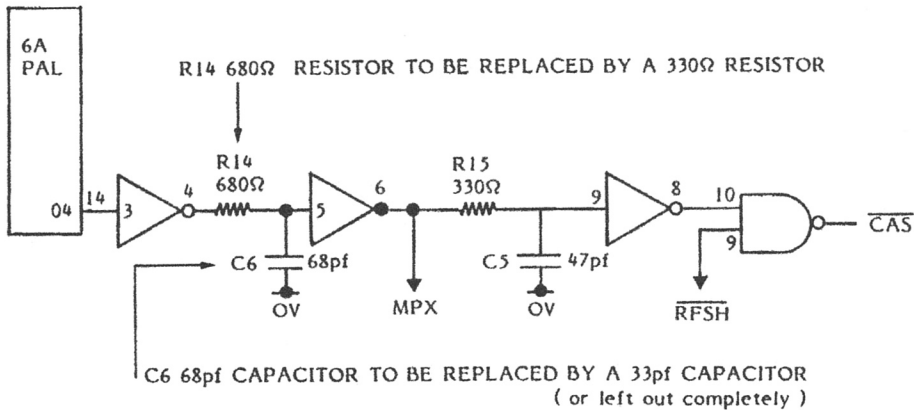 6A
PAL
R14 680Ω RESISTOR TO BE REPLACED BY A 330Ω RESISTOR
R14
680Ω
R15
330Ω
04
14
3
4
5
6
9
8
10
9
CAS
C6
68pf
C5
47pf
0V
MPX
0V
RFSH
C6 68pf CAPACITOR TO BE REPLACED BY A 33pf CAPACITOR
( or left out completely )